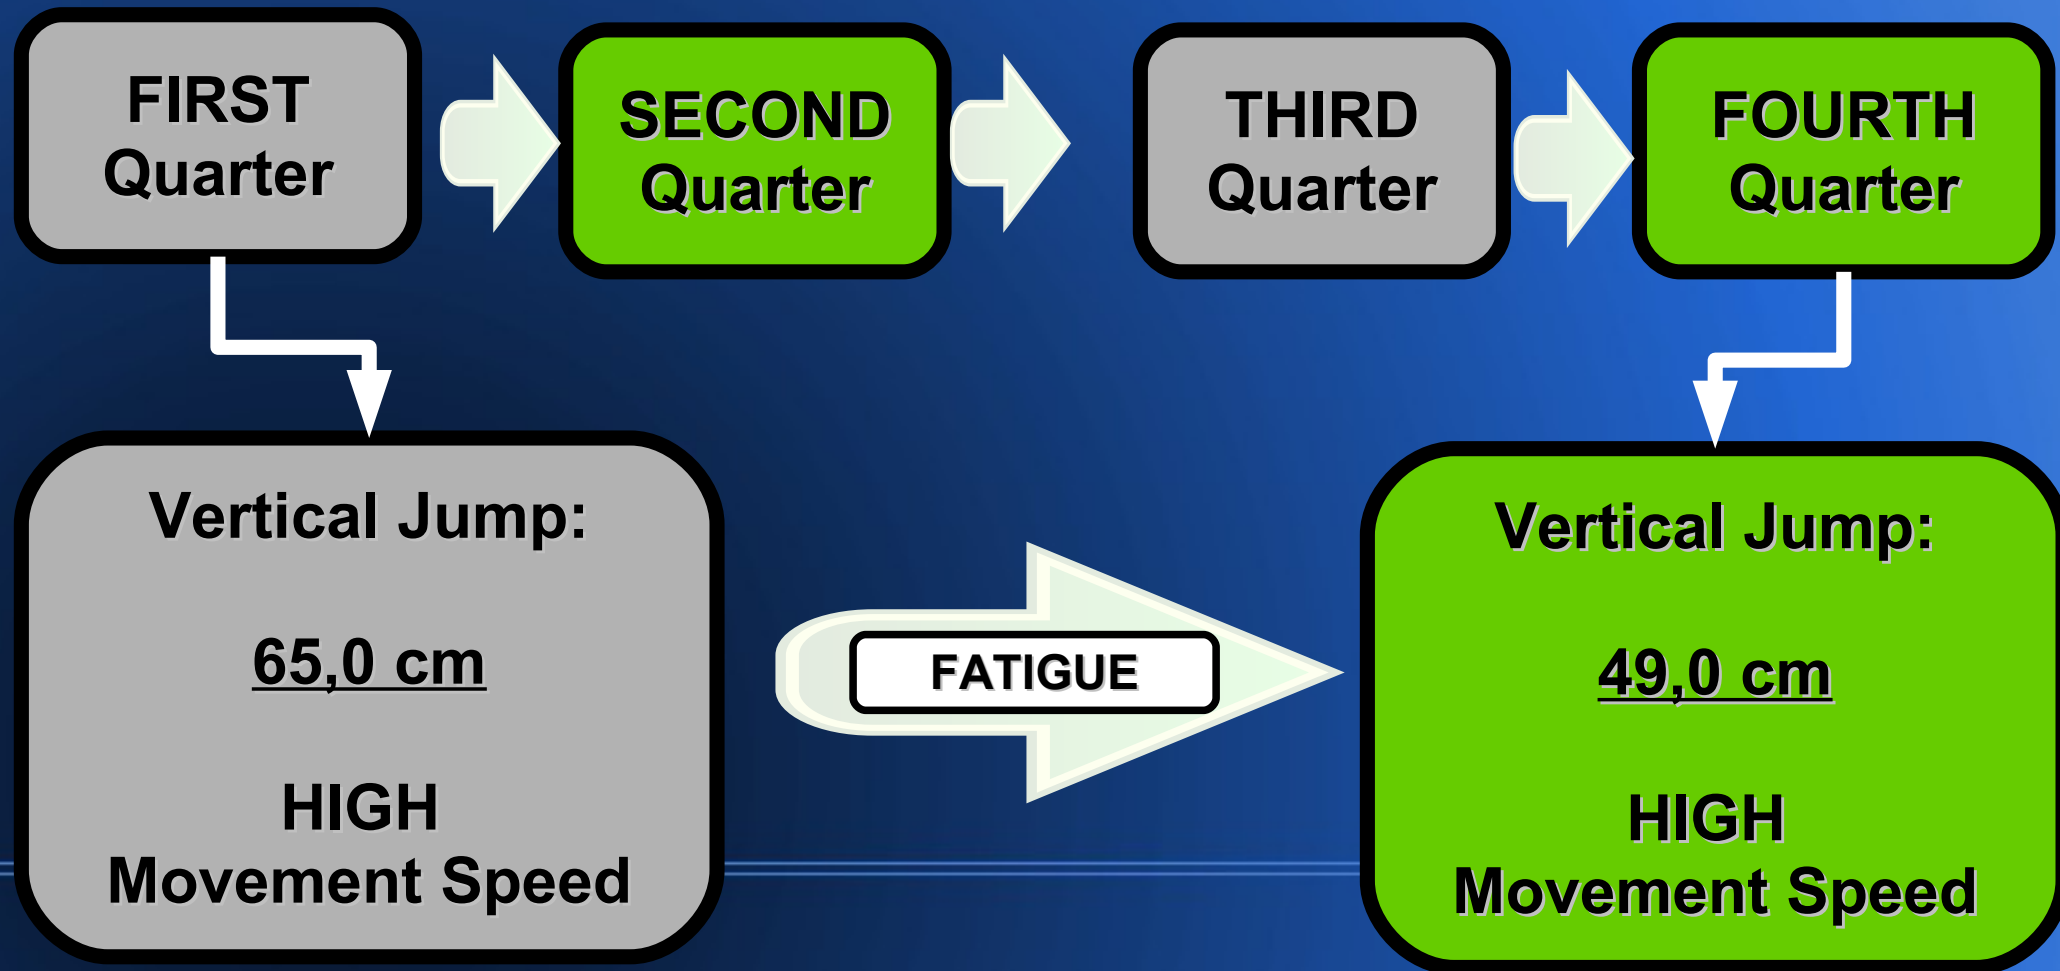 FIRST
Quarter
SECOND
Quarter
THIRD
Quarter
FOURTH
Quarter
Vertical Jump:
65,0 cm
HIGH
Movement Speed
FATIGUE
Vertical Jump:
49,0 cm
HIGH
Movement Speed